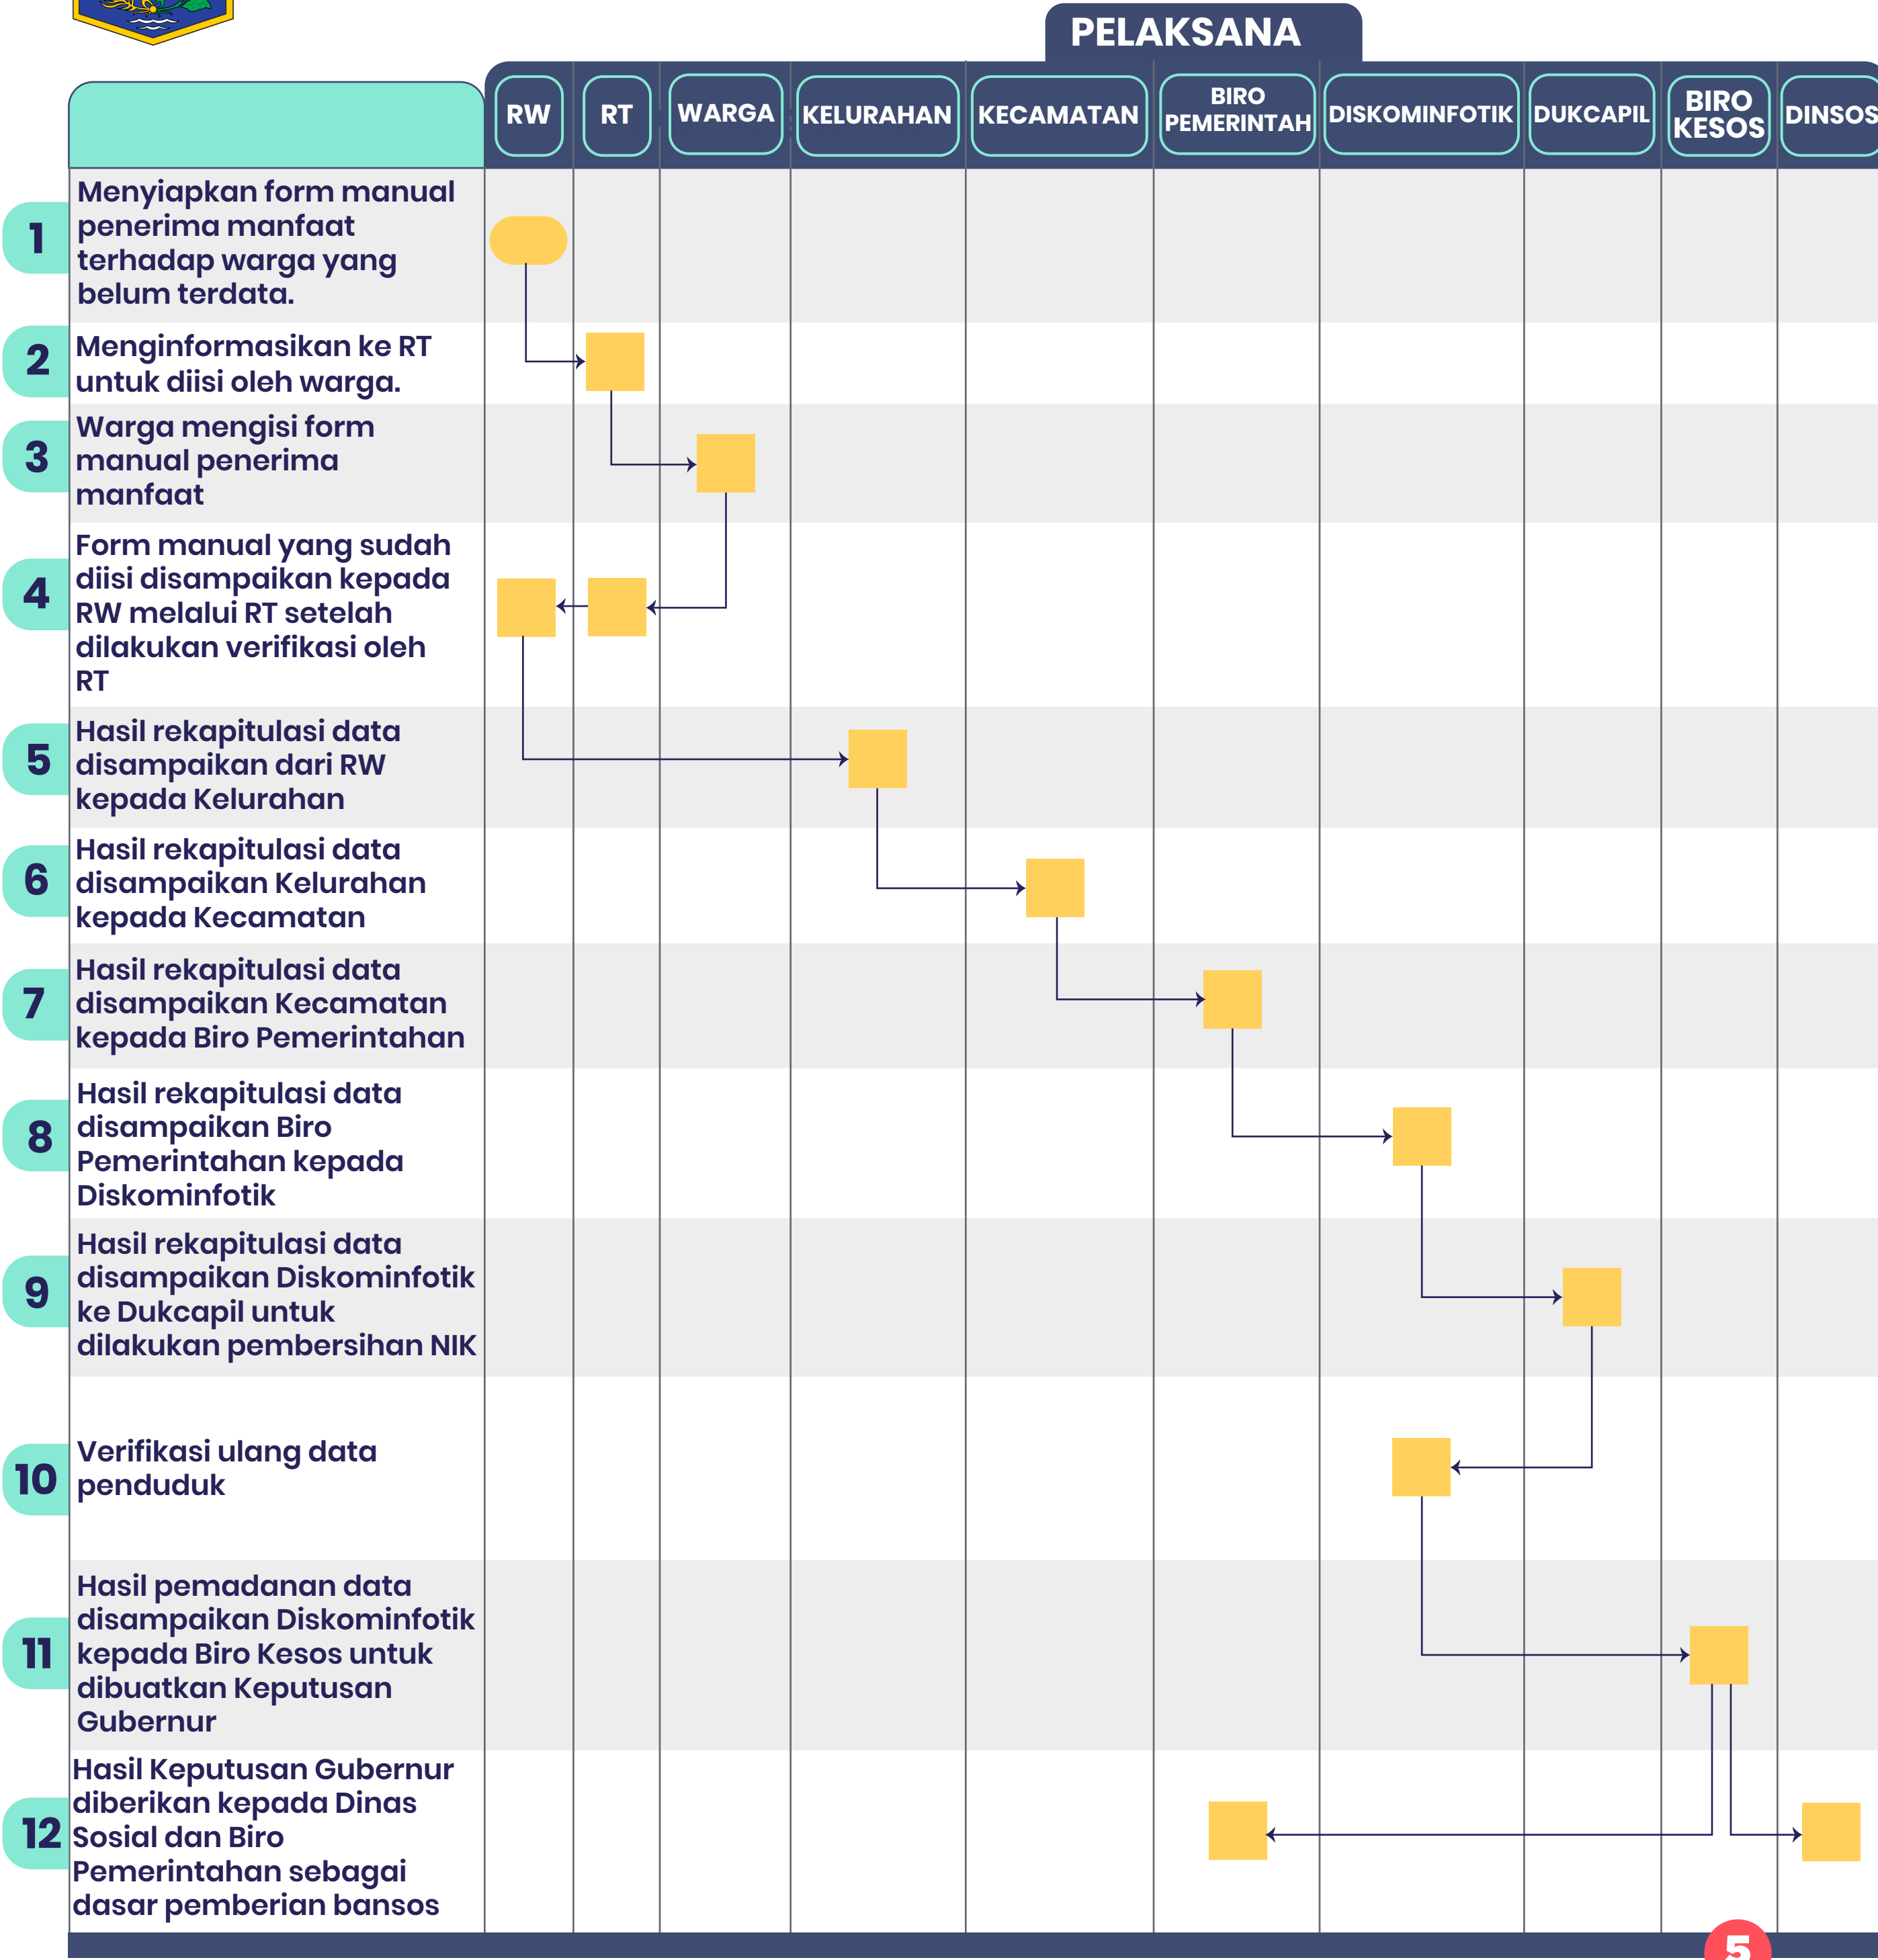 PELAKSANA
RW
RT
WARGA
KELURAHAN
KECAMATAN
BIRO
PEMERINTAH
DISKOMINFOTIK
DUKCAPIL
BIRO
KESOS
DINSOS
1
Menyiapkan form manual
penerima manfaat
terhadap warga yang
belum terdata.
2
Menginformasikan ke RT
untuk diisi oleh warga.
3
Warga mengisi form
manual penerima
manfaat
4
Form manual yang sudah
diisi disampaikan kepada
RW melalui RT setelah
dilakukan verifikasi oleh
RT
5
Hasil rekapitulasi data
disampaikan dari RW
kepada Kelurahan
6
Hasil rekapitulasi data
disampaikan Kelurahan
kepada Kecamatan
7
Hasil rekapitulasi data
disampaikan Kecamatan
kepada Biro Pemerintahan
8
Hasil rekapitulasi data
disampaikan Biro
Pemerintahan kepada
Diskominfotik
9
Hasil rekapitulasi data
disampaikan Diskominfotik
ke Dukcapil untuk
dilakukan pembersihan NIK
10
Verifikasi ulang data
penduduk
11
Hasil pemadanan data
disampaikan Diskominfotik
kepada Biro Kesos untuk
dibuatkan Keputusan
Gubernur
12
Hasil Keputusan Gubernur
diberikan kepada Dinas
Sosial dan Biro
Pemerintahan sebagai
dasar pemberian bansos
5